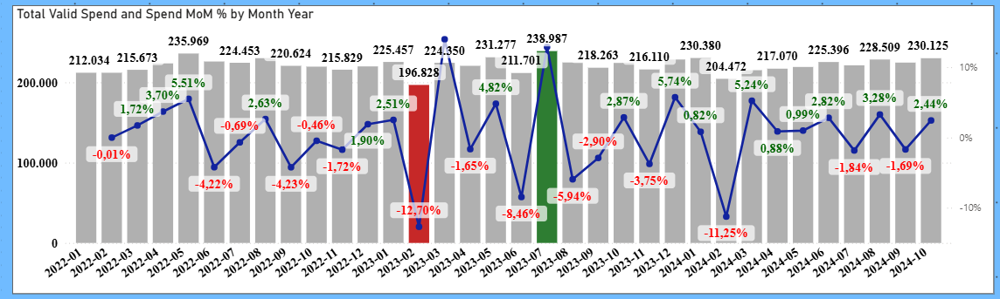 Total Valid Spend and Spend MoM % by Month Year
235.969 238.987
212.034 215.673 224.453 220.624 215.829 225.457 224.350 231.277 211.701 218.263 216.110 230.380 217.070 225.396 228.509 230.125
196.828 204.472
10%
200.000
1,72% 3,70% 5,51% 2,63% 2,51% 4,82% 2,87% 5,74% 0,82% 5,24% 0,99% 2,82% 3,28% 2,44%
-0,69% -0,46%
0%
-0,01% 1,90% -1,65% -2,90% 0,88%
-1,72% -1,84% -1,69%
100.000
-4,22% -4,23% -5,94% -3,75%
-12,70% -8,46%
-10%
-11,25%
0
2022-01 2022-02 2022-03 2022-04 2022-05 2022-06 2022-07 2022-08 2022-09 2022-10 2022-11 2022-12 2023-01 2023-02 2023-03 2023-04 2023-05 2023-06 2023-07 2023-08 2023-09 2023-10 2023-11 2023-12 2024-01 2024-02 2024-03 2024-04 2024-05 2024-06 2024-07 2024-08 2024-09 2024-10